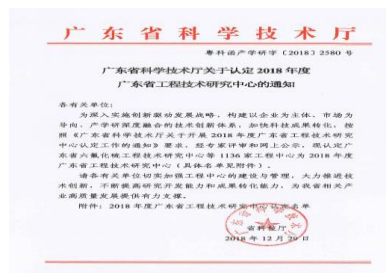 广东省科学技术厅
粤科函产学研字〔2018〕2580 号
广东省科学技术厅关于认定 2018 年度
广东省工程技术研究中心的通知
各有关单位：
为深入实施创新驱动发展战略，构建以企业为主体、市场为
导向、产学研深度融合的技术创新体系，加快科技成果转化，按
照《广东省科学技术厅关于开展 2018 年度广东省工程技术研究
中心认定工作的通知》要求，经专家评审和网上公示，现认定广
东省六氟化硫工程技术研究中心等 1136 家工程中心为 2018 年度
广东省工程技术研究中心（具体名单见附件）。
请各有关单位切实加强工程中心的建设与管理，大力推进技
术创新，不断提高研究开发能力和成果转化能力，为我省相关产
业高质量发展提供有力支撑。
附件：2018 年度广东省工程技术研究中心认定名单
省科技厅
2018 年 12 月 29 日